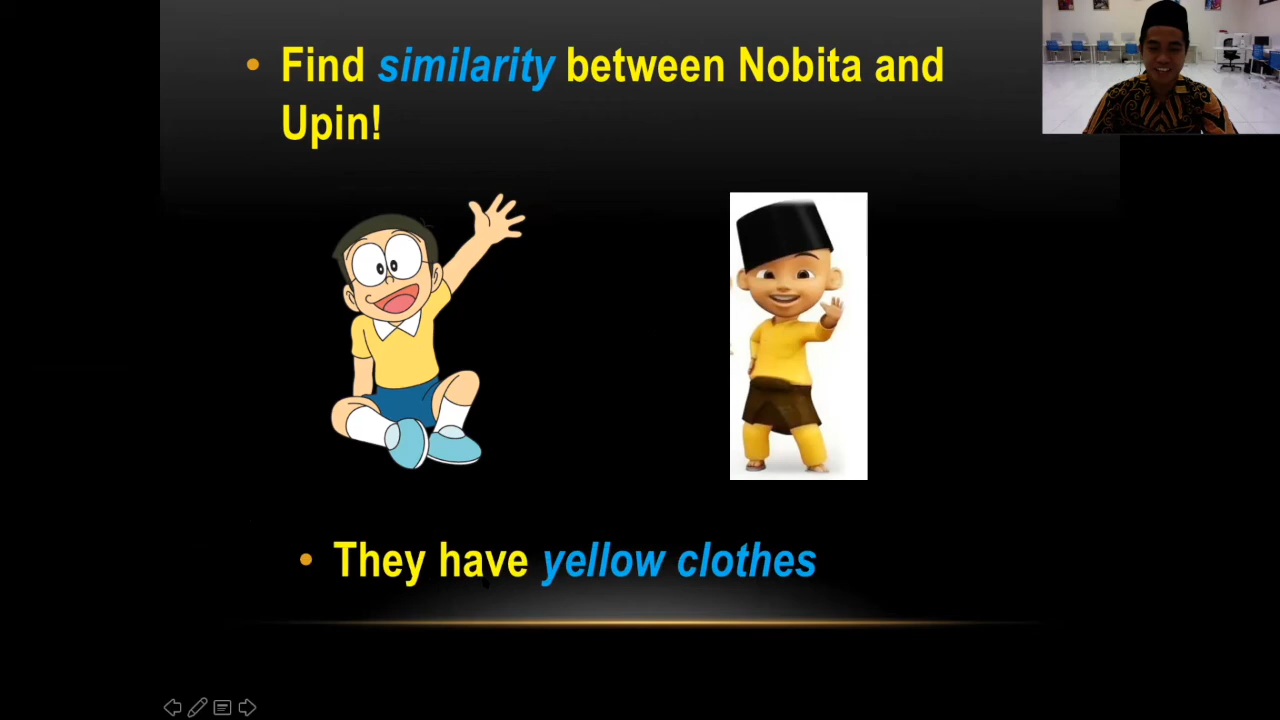 Find similarity between Nobita and
Upin!
They have yellow clothes